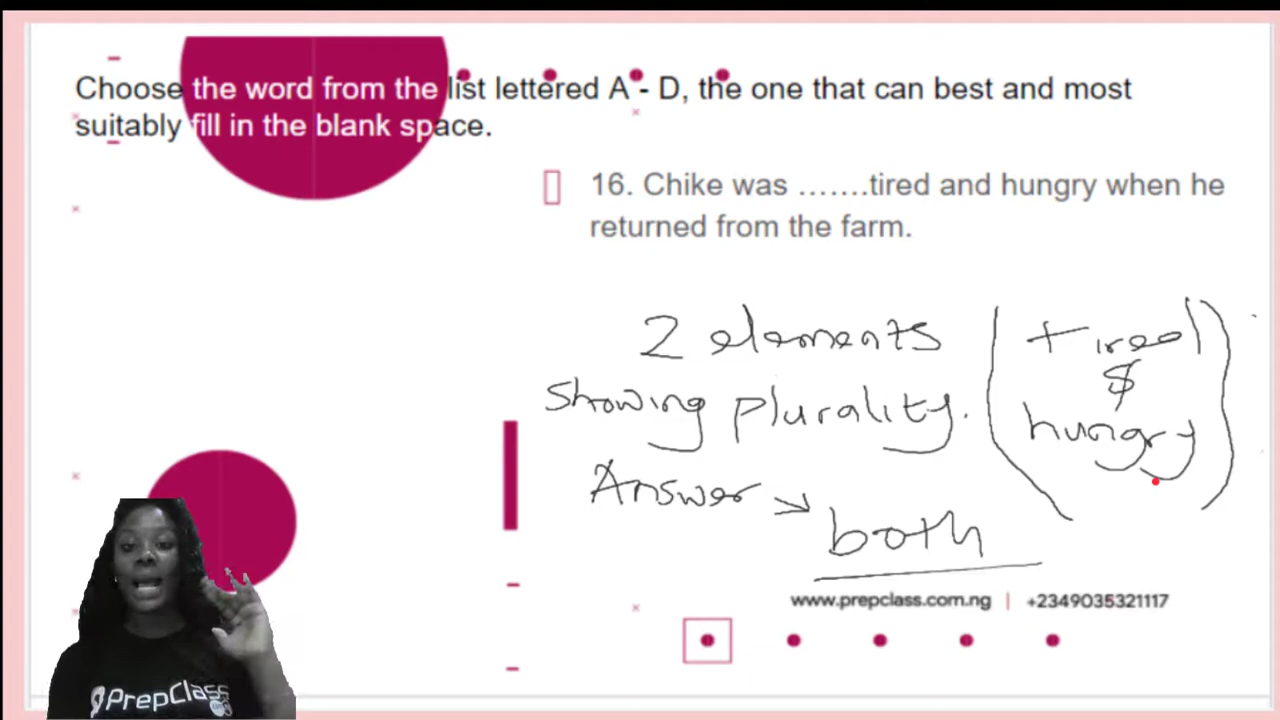 Choose the word from the list lettered A - D, the one that can best and most
suitably fill in the blank space.
16. Chike was …….tired and hungry when he
returned from the farm.
2 elements (tired
&
hungry)
showing plurality.
Answer → both
www.prepclass.com.ng | +2349035321117
PrepClass